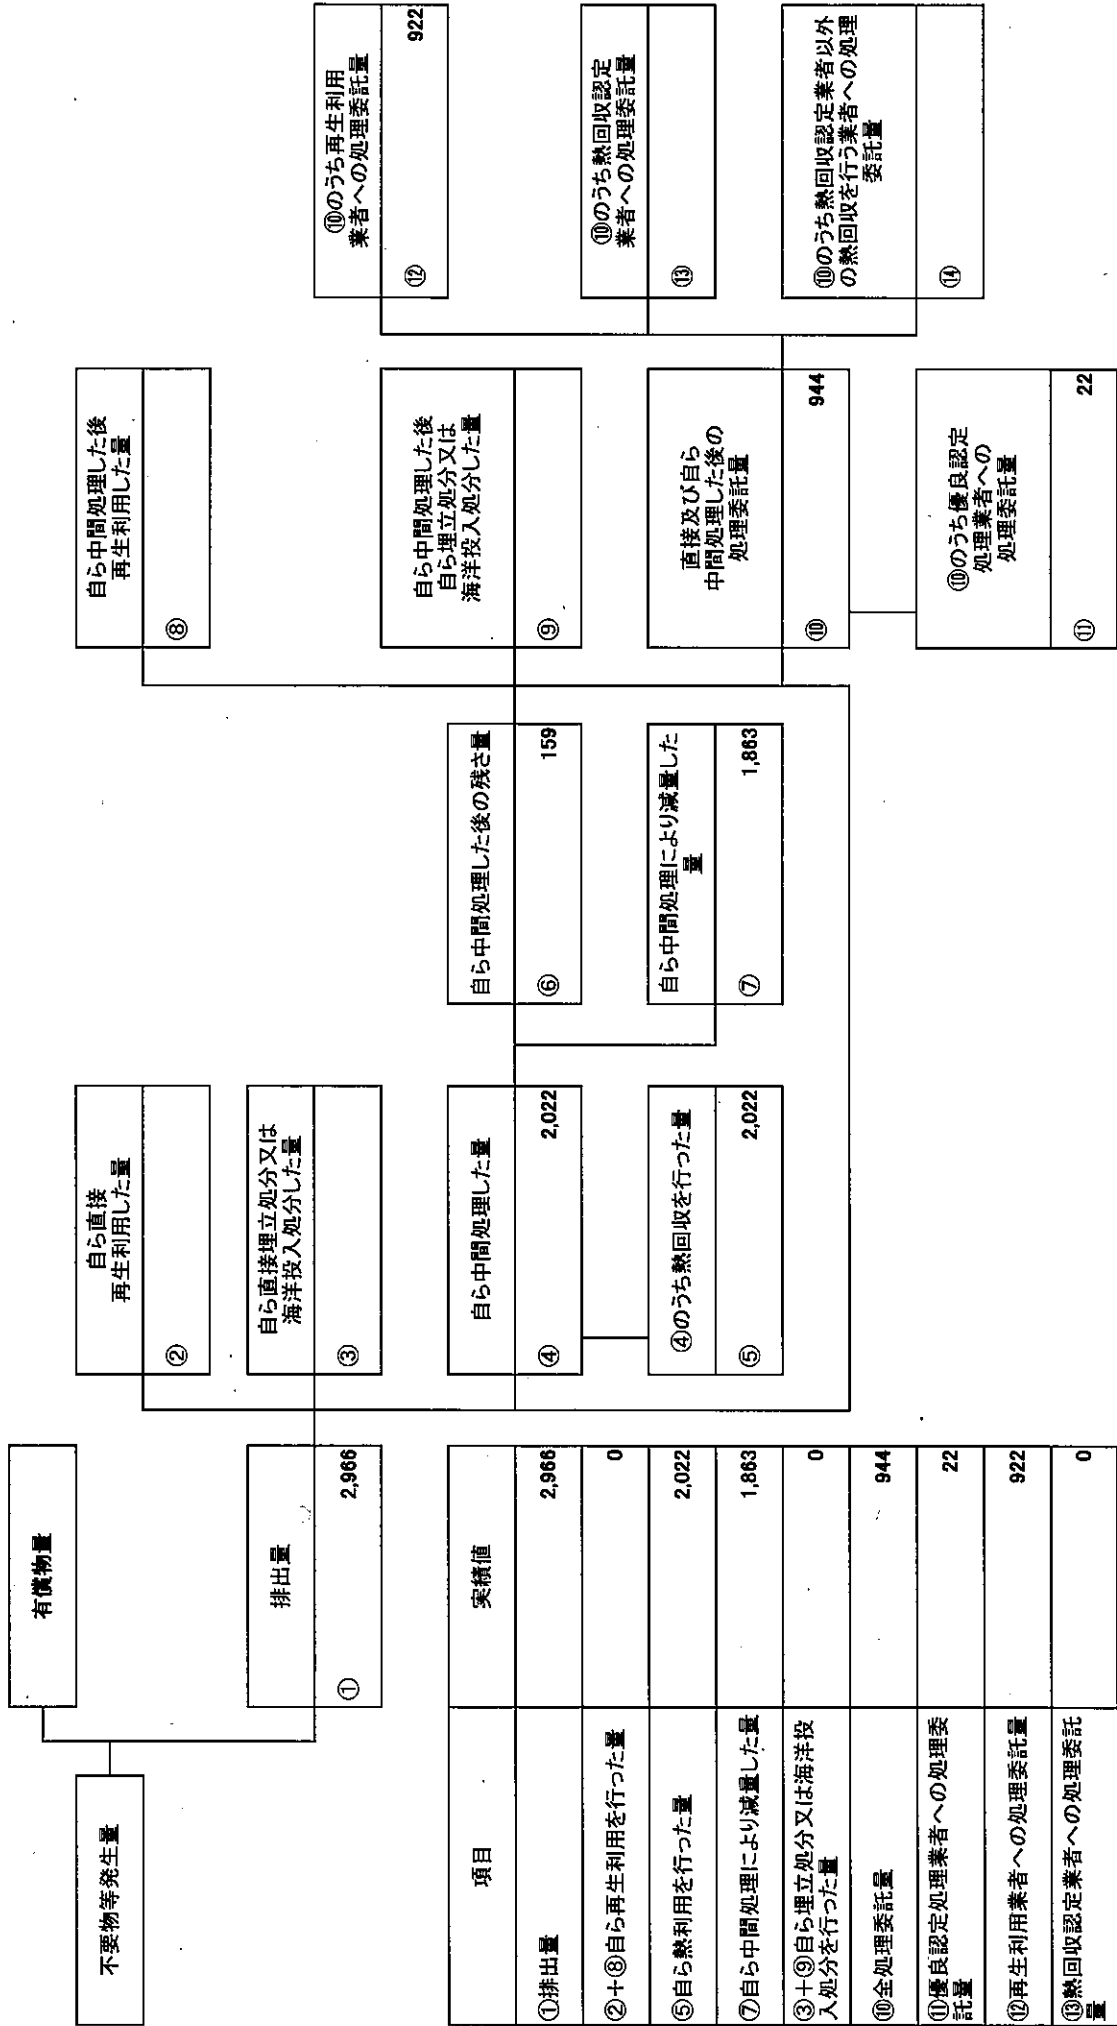 不要物等発生量
有償物量
排出量
① 2,966
自ら直接
再生利用した量
②
自ら直接埋立処分又は
海洋投入処分した量
③
自ら中間処理した量
④ 2,022
④のうち熱回収を行った量
⑤ 2,022
自ら中間処理した後の残さ量
⑥ 159
自ら中間処理により減量した
量
⑦ 1,863
自ら中間処理した後
再生利用した量
⑧
自ら中間処理した後
自ら埋立処分又は
海洋投入処分した量
⑨
直接及び自ら
中間処理した後の
処理委託量
⑩ 944
⑩のうち優良認定
処理業者への
処理委託量
⑪ 22
⑩のうち再生利用
業者への処理委託量
⑫ 922
⑩のうち熱回収認定
業者への処理委託量
⑬
⑩のうち熱回収認定業者以外
の熱回収を行う業者への処理
委託量
⑭
項目 実績値
①排出量 2,966
②+⑧自ら再生利用を行った量 0
⑤自ら熱利用を行った量 2,022
⑦自ら中間処理により減量した量 1,863
③+⑨自ら埋立処分又は海洋投
入処分を行った量 0
⑩全処理委託量 944
⑪優良認定処理業者への処理委
託量 22
⑫再生利用業者への処理委託量 922
⑬熱回収認定業者への処理委託
量 0